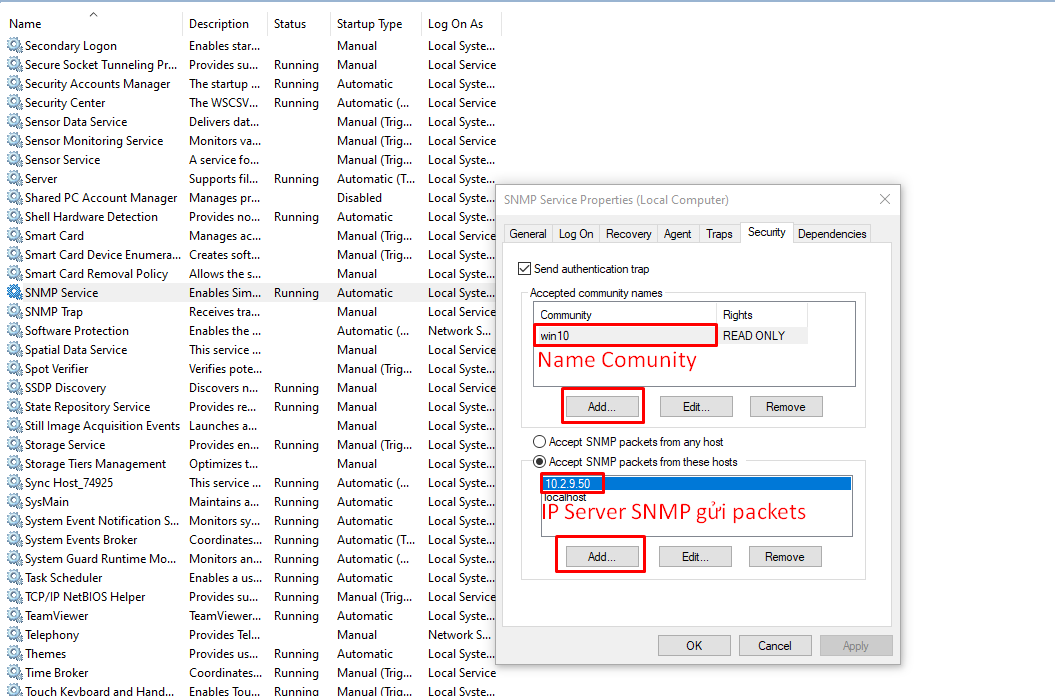 Name Description Status Startup Type Log On As
Secondary Logon Enables star... Manual Local Syste...
Secure Socket Tunneling Pr... Provides su... Running Manual Local Service
Security Accounts Manager The startup ... Running Automatic Local Syste...
Security Center The WSCSV... Running Automatic (... Local Service
Sensor Data Service Delivers dat... Manual (Trig... Local Syste...
Sensor Monitoring Service Monitors va... Manual (Trig... Local Service
Sensor Service A service fo... Manual (Trig... Local Syste...
Server Supports fil... Running Automatic (T... Local Syste...
Shared PC Account Manager Manages pr... Disabled Local Syste...
Shell Hardware Detection Provides no... Running Automatic Local Syste...
Smart Card Manages ac... Manual (Trig... Local Service
Smart Card Device Enumera... Creates soft... Manual (Trig... Local Syste...
Smart Card Removal Policy Allows the s... Manual Local Syste...
SNMP Service Enables Sim... Running Automatic Local Syste...
SNMP Trap Receives tra... Manual Local Service
Software Protection Enables the ... Automatic (... Network S...
Spatial Data Service This service ... Manual Local Service
Spot Verifier Verifies pote... Manual (Trig... Local Syste...
SSDP Discovery Discovers n... Running Manual Local Service
State Repository Service Provides re... Running Automatic Local Syste...
Still Image Acquisition Events Launches a... Manual Local Syste...
Storage Service Provides en... Running Manual (Trig... Local Syste...
Storage Tiers Management Optimizes t... Manual Local Syste...
Sync Host_74925 This service ... Running Automatic (... Local Syste...
SysMain Maintains a... Running Automatic Local Syste...
System Event Notification S... Monitors sy... Running Automatic Local Syste...
System Events Broker Coordinates... Running Automatic (T... Local Syste...
System Guard Runtime Mo... Monitors an... Running Automatic (... Local Syste...
Task Scheduler Enables a us... Running Automatic Local Syste...
TCP/IP NetBIOS Helper Provides su... Running Manual (Trig... Local Service
TeamViewer TeamViewer... Running Automatic Local Syste...
Telephony Provides Tel... Manual Network S...
Themes Provides us... Running Automatic Local Syste...
Time Broker Coordinates... Running Manual (Trig... Local Service
Touch Keyboard and Hand... Enables Tou... Running Manual (Trig... Local Syste...
SNMP Service Properties (Local Computer)
General Log On Recovery Agent Traps Security Dependencies
Send authentication trap
Accepted community names
Community Rights
win10 READ ONLY
Name Comunity
Add... Edit... Remove
Accept SNMP packets from any host
Accept SNMP packets from these hosts
10.2.9.50
localhost
IP Server SNMP gửi packets
Add... Edit... Remove
OK Cancel Apply